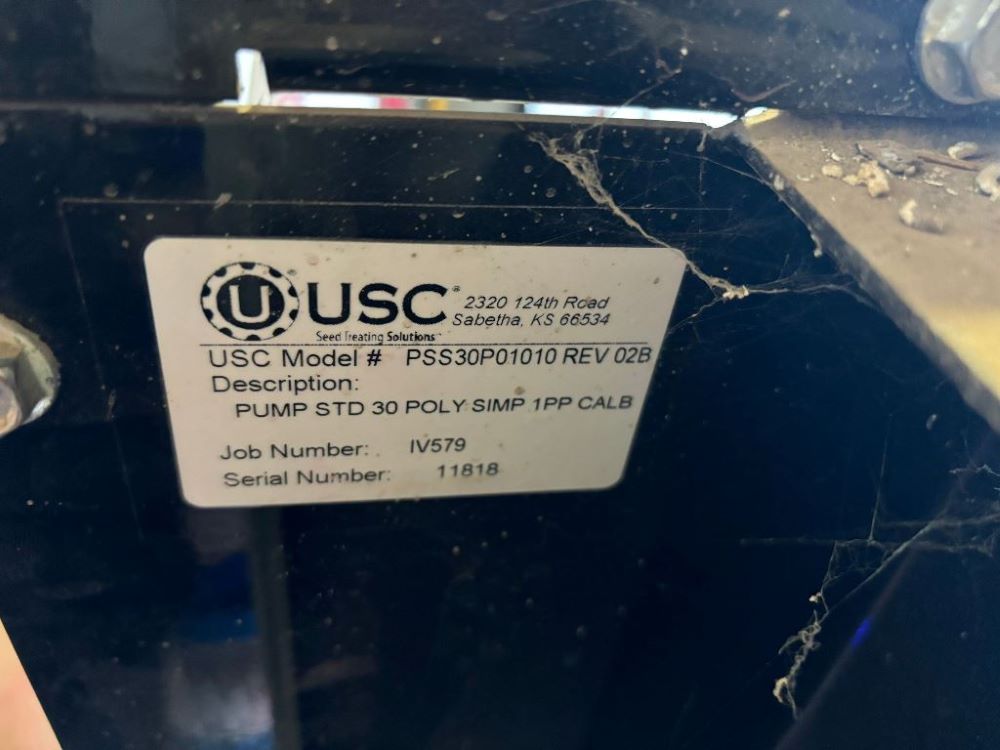 U® USC®
2320 124th Road
Sabetha, KS 66534
Seed Treating Solutions™
USC Model # PSS30P01010 REV 02B
Description:
PUMP STD 30 POLY SIMP 1PP CALB
Job Number: IV579
Serial Number: 11818